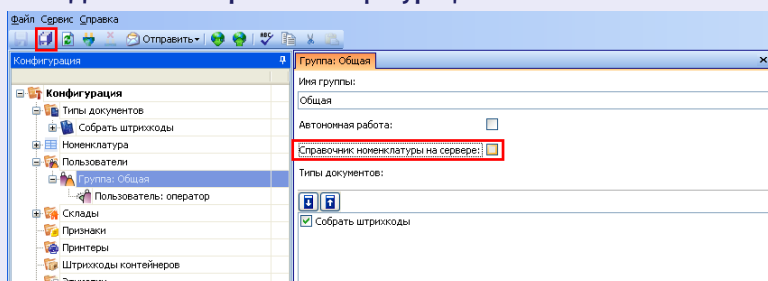 Файл Сервис Справка
Отправить
Конфигурация
Группа: Общая
Имя группы:
Конфигурация
Общая
Типы документов
Собрать штрихкоды
Автономная работа:
Номенклатура
Справочник номенклатуры на сервере:
Пользователи
Группа: Общая
Типы документов:
Пользователь: оператор
Склады
Собрать штрихкоды
Признаки
Принтеры
Штрихкоды контейнеров